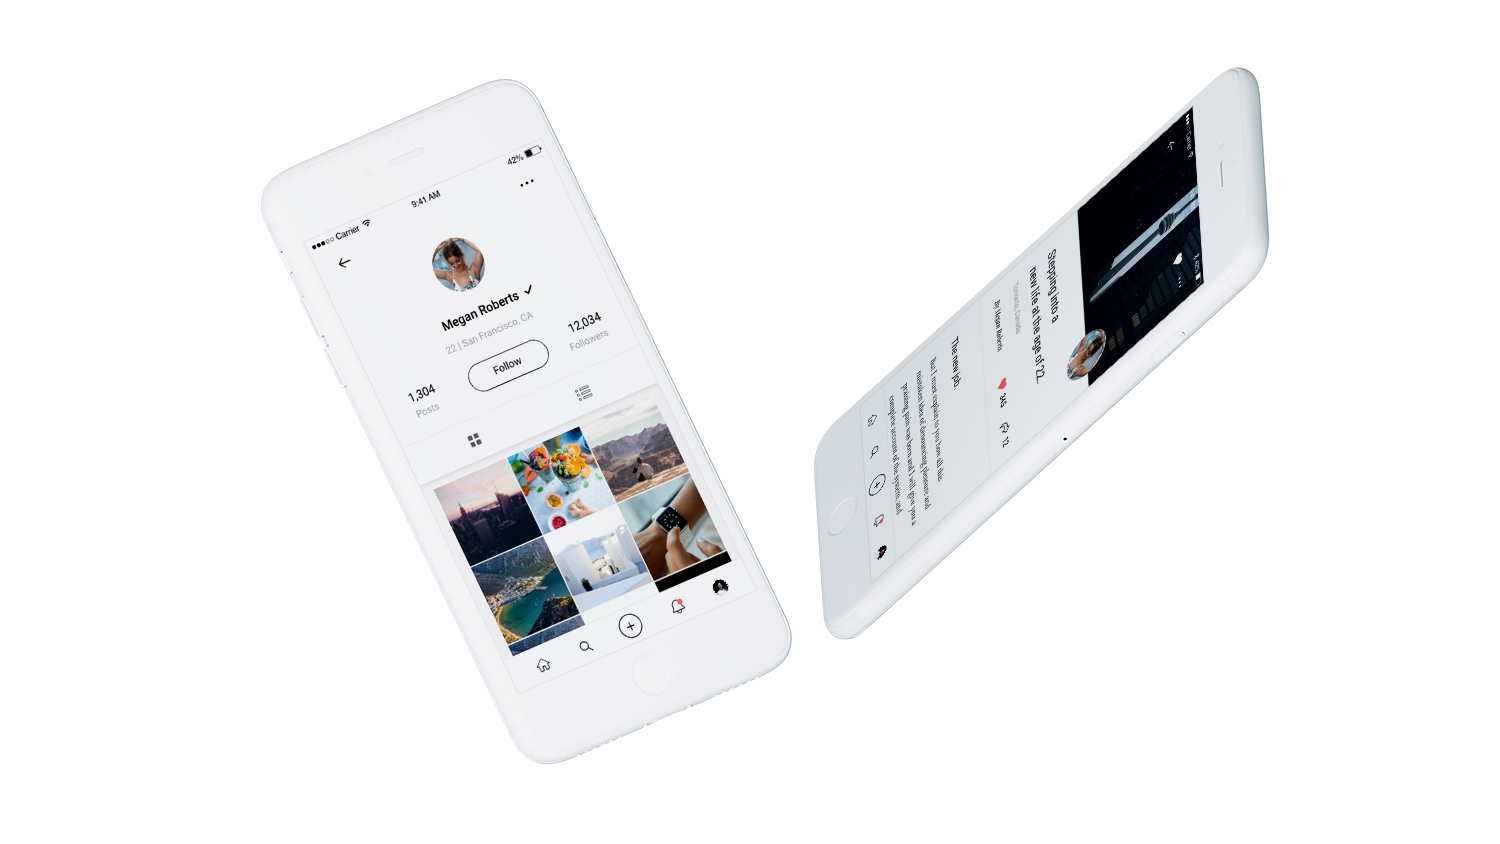 Carrier
9:41 AM
42%
Megan Roberts
22 | San Francisco, CA
1,304
Posts
Follow
12,034
Followers
Carrier
42%
Stepping into a
new life at the age of 22.
Toronto, Canada
By Megan Roberts
345
12
The new job.
But I must explain to you how all this
mistaken idea of denouncing pleasure and
praising pain was born and I will give you a
complete account of the system, and